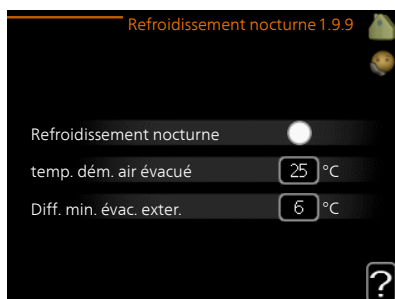 Refroidissement nocturne 1.9.9
Refroidissement nocturne
temp. dém. air évacué 25 °C
Diff. min. évac. exter. 6 °C
?